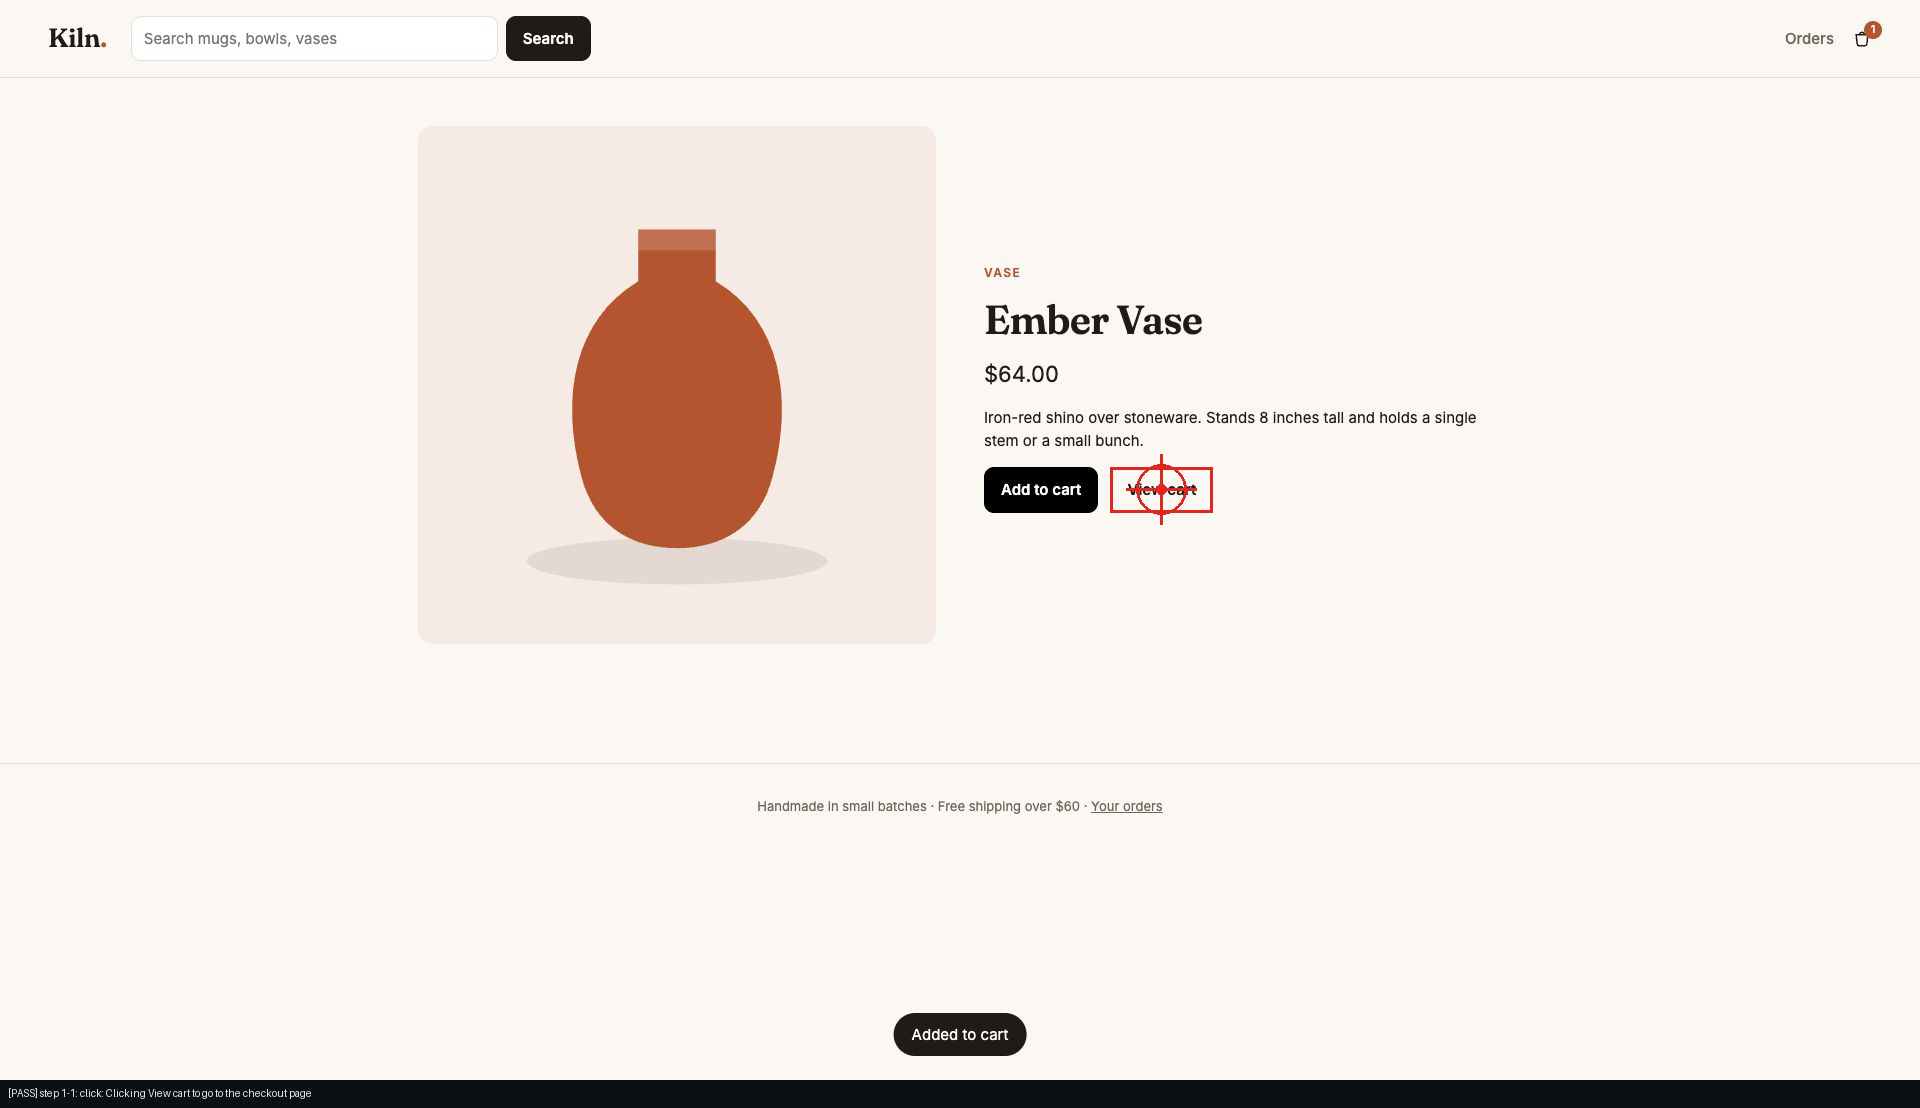 Kiln.
Search mugs, bowls, vases
Search
Orders
1
VASE
Ember Vase
$64.00
Iron-red shino over stoneware. Stands 8 inches tall and holds a single
stem or a small bunch.
Add to cart
View cart
Handmade in small batches · Free shipping over $60 · Your orders
Added to cart
[PASS] step 1-1: click: Clicking View cart to go to the checkout page